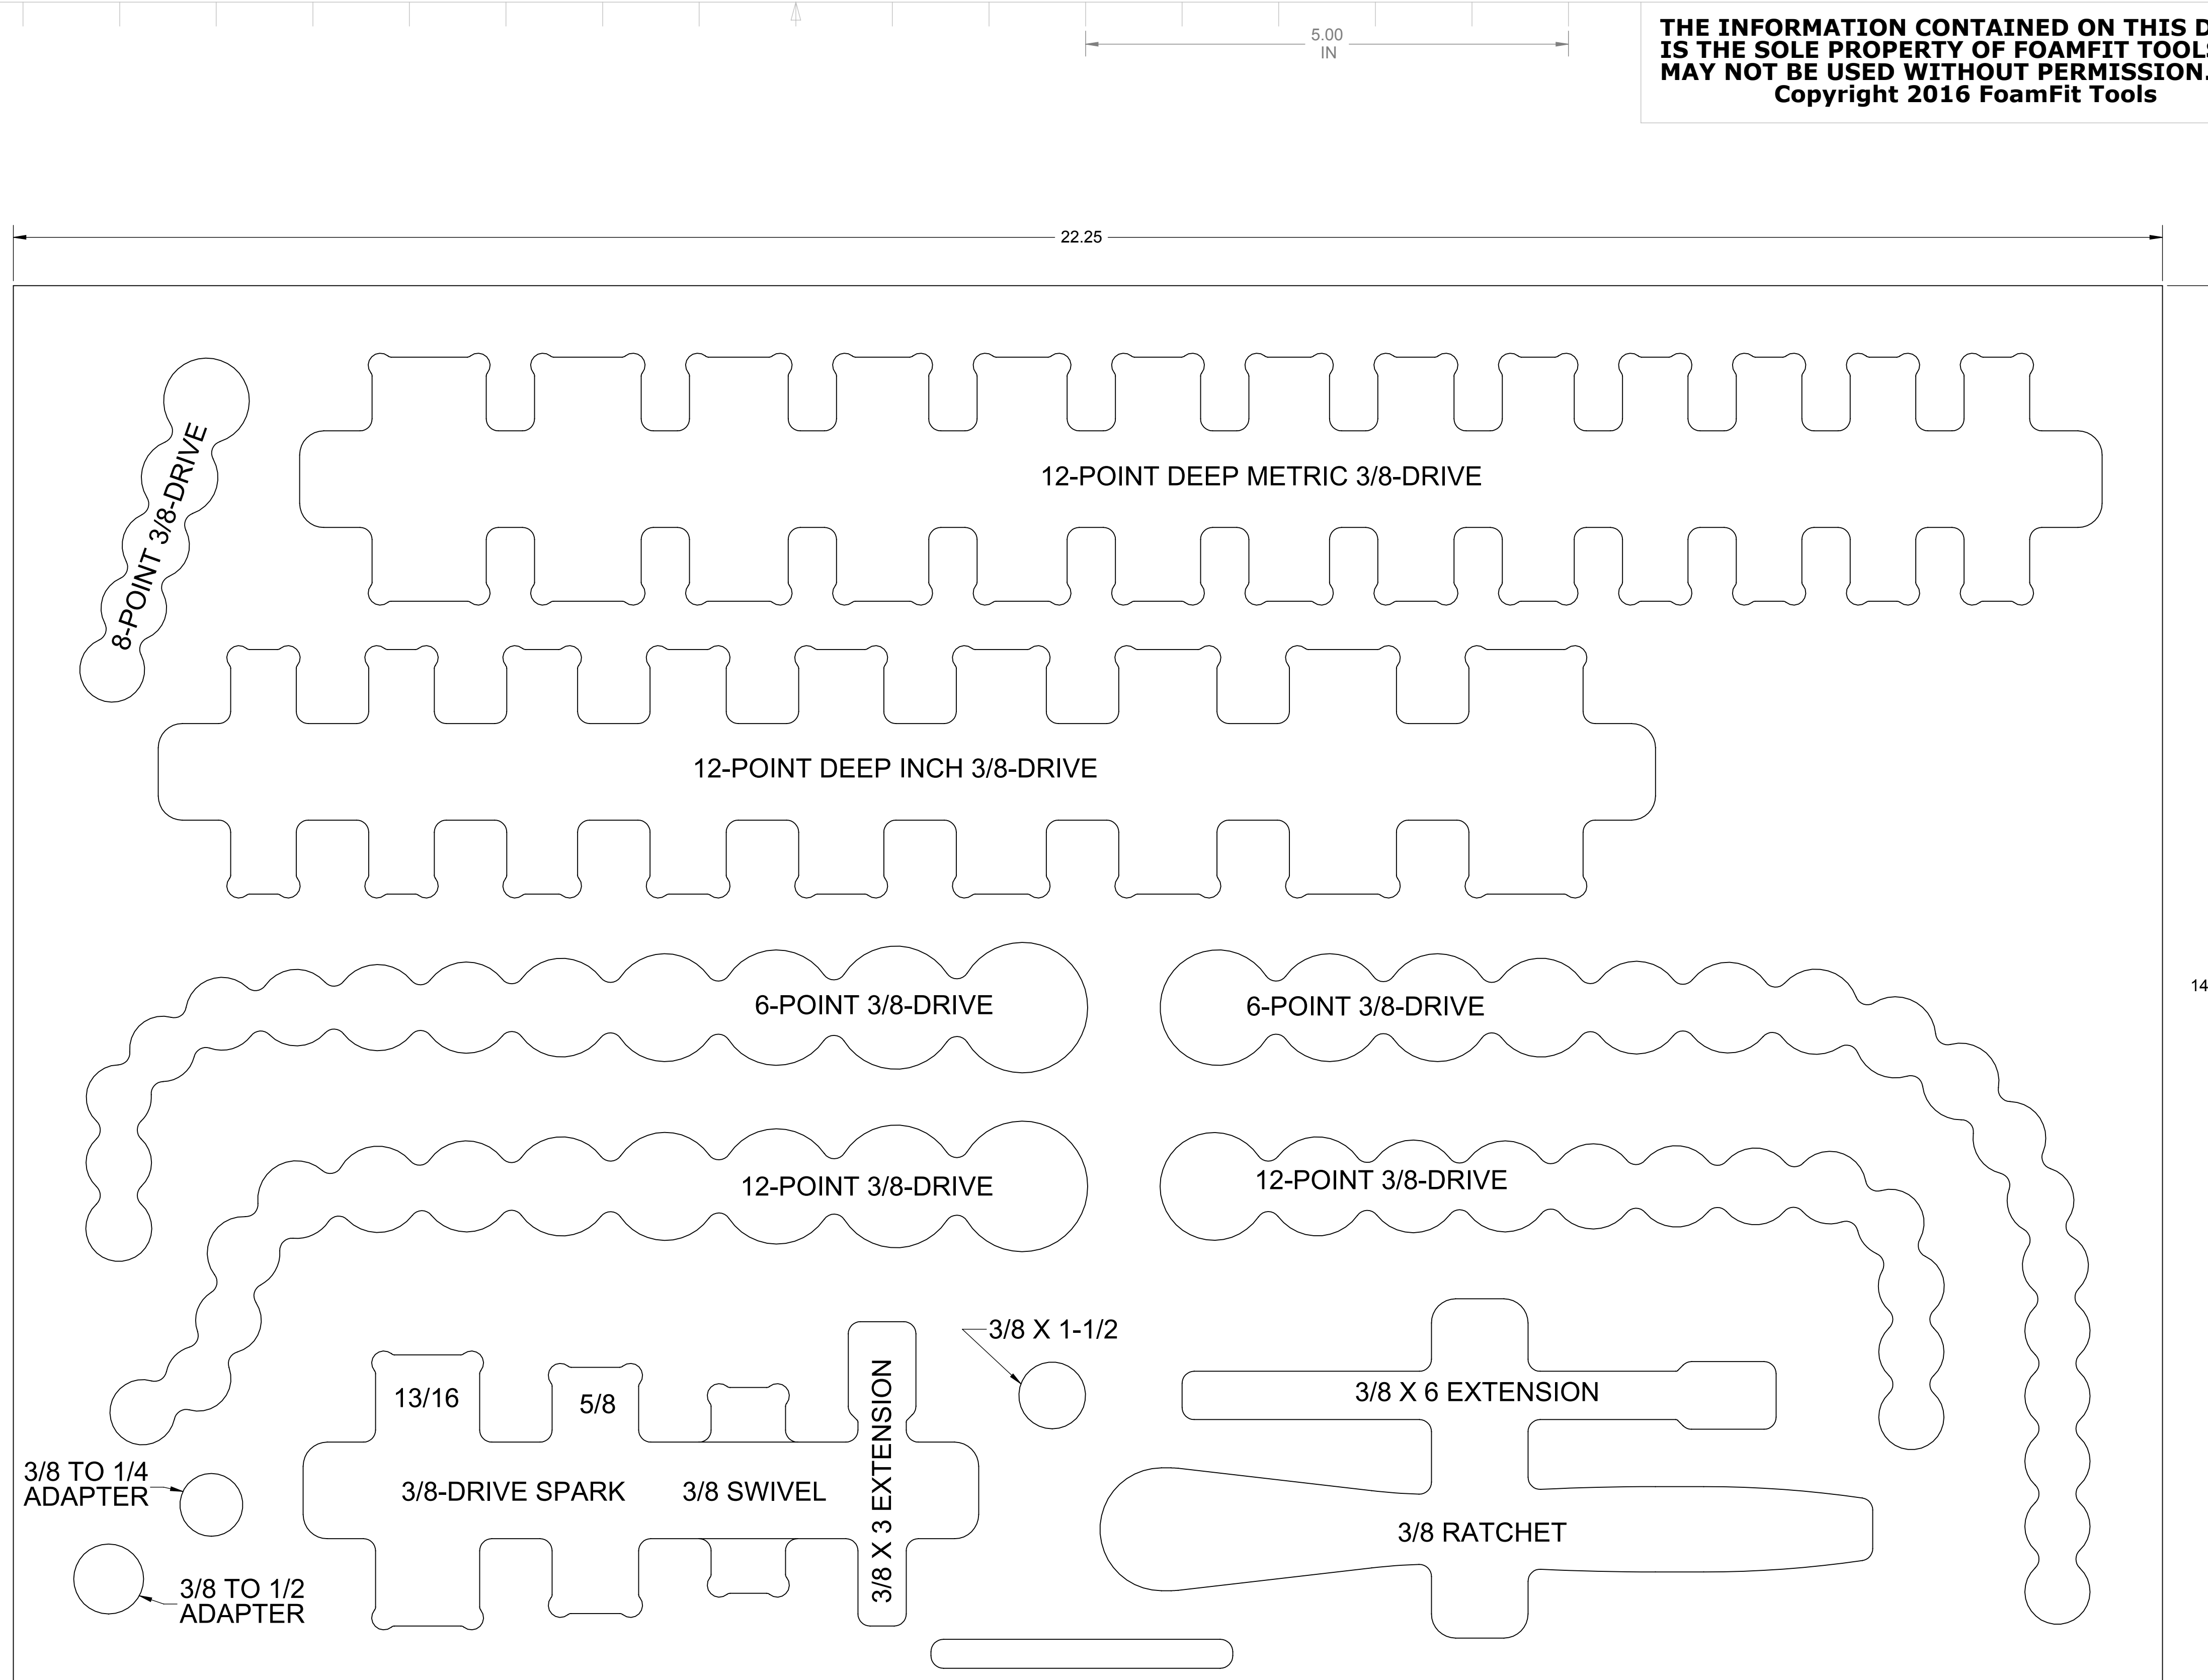 5.00
IN
THE INFORMATION CONTAINED ON THIS
IS THE SOLE PROPERTY OF FOAMFIT TOOLS
MAY NOT BE USED WITHOUT PERMISSION.
Copyright 2016 FoamFit Tools
22.25
8-POINT 3/8-DRIVE
12-POINT DEEP METRIC 3/8-DRIVE
12-POINT DEEP INCH 3/8-DRIVE
14
6-POINT 3/8-DRIVE
6-POINT 3/8-DRIVE
12-POINT 3/8-DRIVE
12-POINT 3/8-DRIVE
3/8 X 1-1/2
13/16
5/8
3/8 X 3 EXTENSION
3/8 X 6 EXTENSION
3/8 TO 1/4
ADAPTER
3/8-DRIVE SPARK
3/8 SWIVEL
3/8 RATCHET
3/8 TO 1/2
ADAPTER